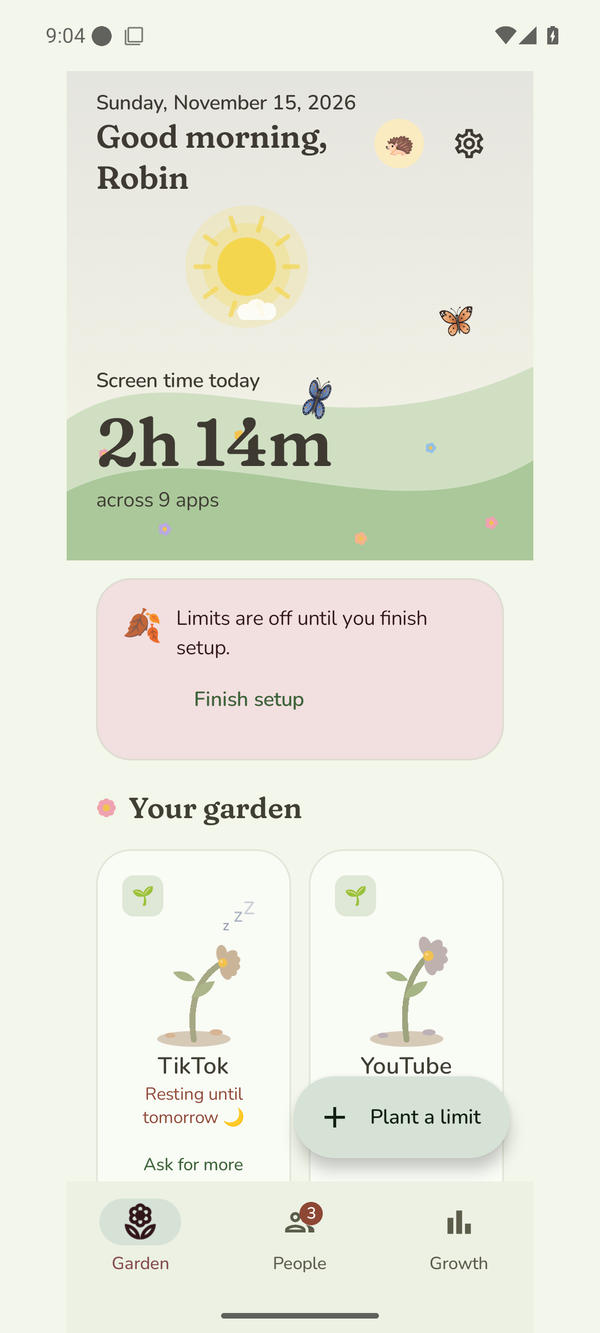 9:04
Sunday, November 15, 2026
Good morning,
Robin
Screen time today
2h 14m
across 9 apps
Limits are off until you finish
setup.
Finish setup
Your garden
z z Z
TikTok
Resting until
tomorrow 🌙
Ask for more
YouTube
Plant a limit
3
Garden
People
Growth